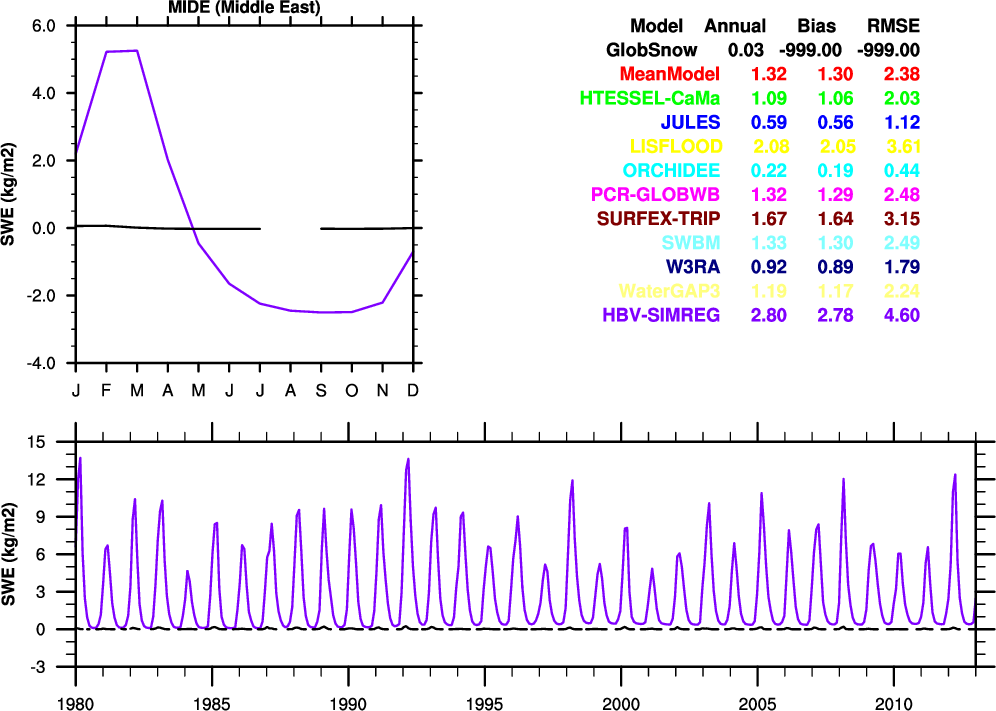 MIDE (Middle East)
6.0
4.0
2.0
0.0
-2.0
-4.0
SWE (kg/m2)
J F M A M J J A S O N D
Model Annual Bias RMSE
GlobSnow 0.03 -999.00 -999.00
MeanModel 1.32 1.30 2.38
HTESSEL-CaMa 1.09 1.06 2.03
JULES 0.59 0.56 1.12
LISFLOOD 2.08 2.05 3.61
ORCHIDEE 0.22 0.19 0.44
PCR-GLOBWB 1.32 1.29 2.48
SURFEX-TRIP 1.67 1.64 3.15
SWBM 1.33 1.30 2.49
W3RA 0.92 0.89 1.79
WaterGAP3 1.19 1.17 2.24
HBV-SIMREG 2.80 2.78 4.60
15
12
9
6
3
0
-3
SWE (kg/m2)
1980 1985 1990 1995 2000 2005 2010